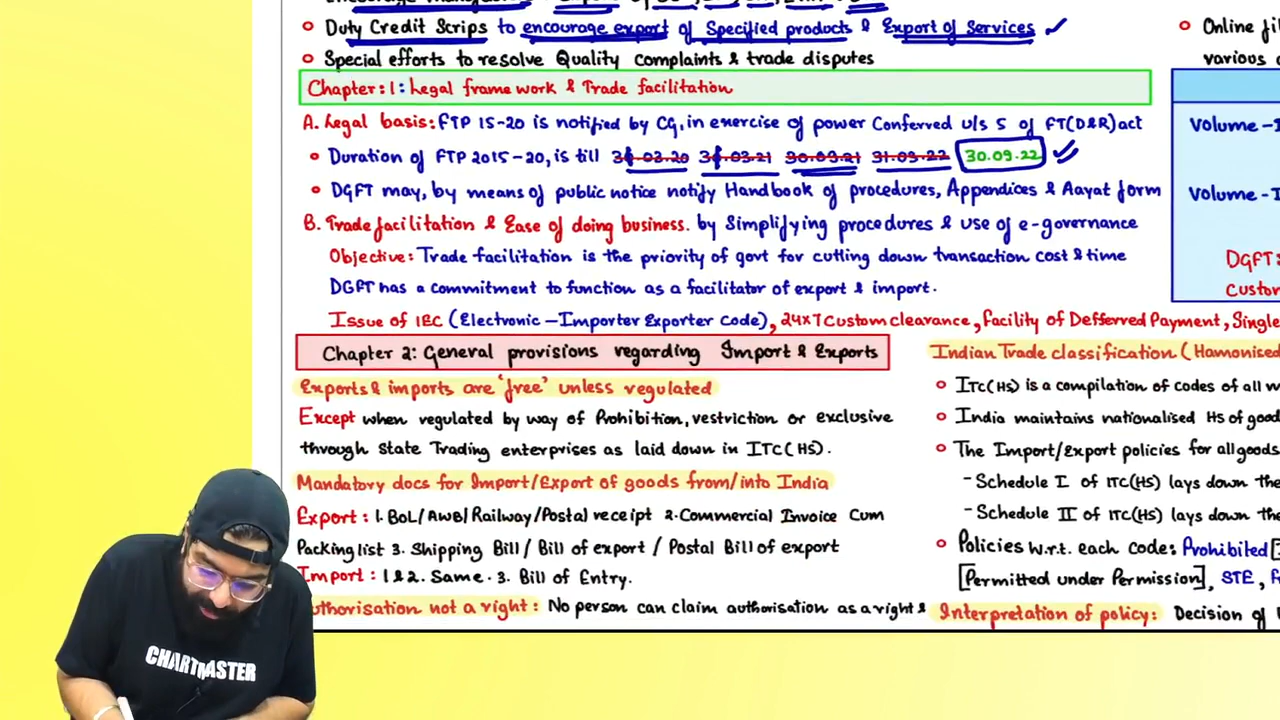 Duty Credit Scrips to encourage export of Specified products & Export of Services
Special efforts to resolve Quality complaints & trade disputes
Chapter:1: Legal frame work & Trade facilitation
A. Legal basis: FTP 15-20 is notified by CG, in exercise of power Conferred u/s 5 of FT(D&R)act
Duration of FTP 2015-20, is till 31.03.20 31.03.21 30.09.21 31.09.22 30.09.22
DGFT may, by means of public notice notify Handbook of procedures, Appendices & Aayat form
B. Trade facilitation & Ease of doing business. by Simplifying procedures & use of e-governance
Objective: Trade facilitation is the priority of govt for cutting down transaction cost & time
DGFT has a commitment to function as a facilitator of export & import.
Issue of IEC (Electronic-Importer Exporter Code), 24x7 Custom clearance, Facility of Defferred Payment, Single
Chapter 2: General provisions regarding Import & Exports
Exports & imports are 'free' unless regulated
Except when regulated by way of Prohibition, restriction or exclusive
through State Trading enterprises as laid down in ITC(HS).
Mandatory docs for Import/Export of goods from/into India
Export: 1. BoL/AWB/Railway/Postal receipt 2. Commercial Invoice Cum
Packing list 3. Shipping Bill/ Bill of export / Postal Bill of export
Import: 1&2. Same. 3. Bill of Entry.
uthorisation not a right: No person can claim authorisation as a right &
Indian Trade classification (Hamonised
ITC(HS) is a compilation of codes of all
India maintains nationalised HS of good
The Import/Export policies for all goods
- Schedule I of ITC(HS) lays down the
- Schedule II of ITC(HS) lays down the
Policies w.r.t. each code: Prohibited
[Permitted under Permission], STE,
Interpretation of policy: Decision of
Online fil
various
Volume-I
Volume-I
DGFT:
Custo
CHARTMASTER